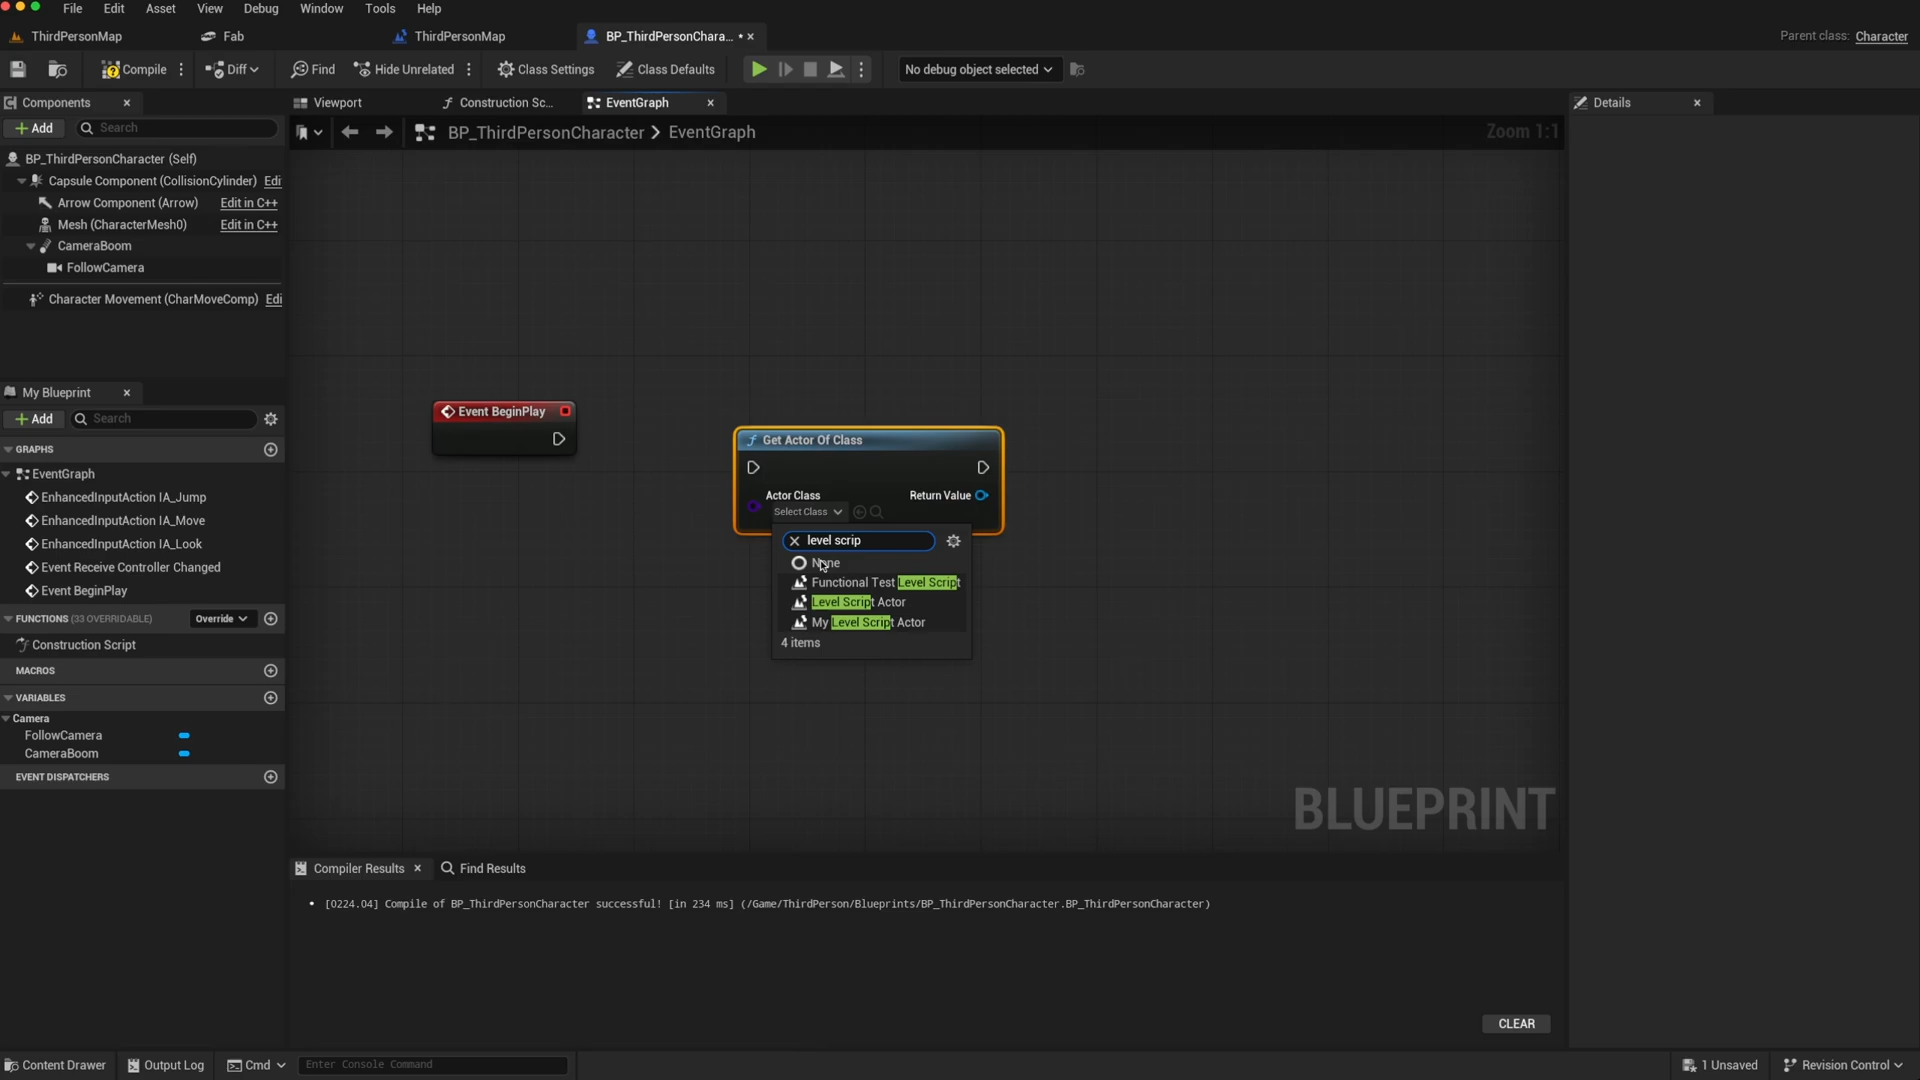 File Edit Asset View Debug Window Tools Help
ThirdPersonMap Fab ThirdPersonMap BP_ThirdPersonChara... • Parent class: Character
Compile Diff Find Hide Unrelated Class Settings Class Defaults No debug object selected
Components Viewport Construction Sc... EventGraph Details
+ Add Search BP_ThirdPersonCharacter > EventGraph Zoom 1:1
BP_ThirdPersonCharacter (Self)
Capsule Component (CollisionCylinder) Edi
Arrow Component (Arrow) Edit in C++
Mesh (CharacterMesh0) Edit in C++
CameraBoom
FollowCamera
Character Movement (CharMoveComp) Edi
My Blueprint
+ Add Search
GRAPHS
EventGraph
EnhancedInputAction IA_Jump
EnhancedInputAction IA_Move
EnhancedInputAction IA_Look
Event Receive Controller Changed
Event BeginPlay
FUNCTIONS (33 OVERRIDABLE) Override
Construction Script
MACROS
VARIABLES
Camera
FollowCamera
CameraBoom
EVENT DISPATCHERS
Event BeginPlay
Get Actor Of Class
Actor Class Return Value
Select Class
level scrip
None
Functional Test Level Script
Level Script Actor
My Level Script Actor
4 items
BLUEPRINT
Compiler Results Find Results
• [0224.04] Compile of BP_ThirdPersonCharacter successful! [in 234 ms] (/Game/ThirdPerson/Blueprints/BP_ThirdPersonCharacter.BP_ThirdPersonCharacter)
CLEAR
Content Drawer Output Log Cmd Enter Console Command 1 Unsaved Revision Control